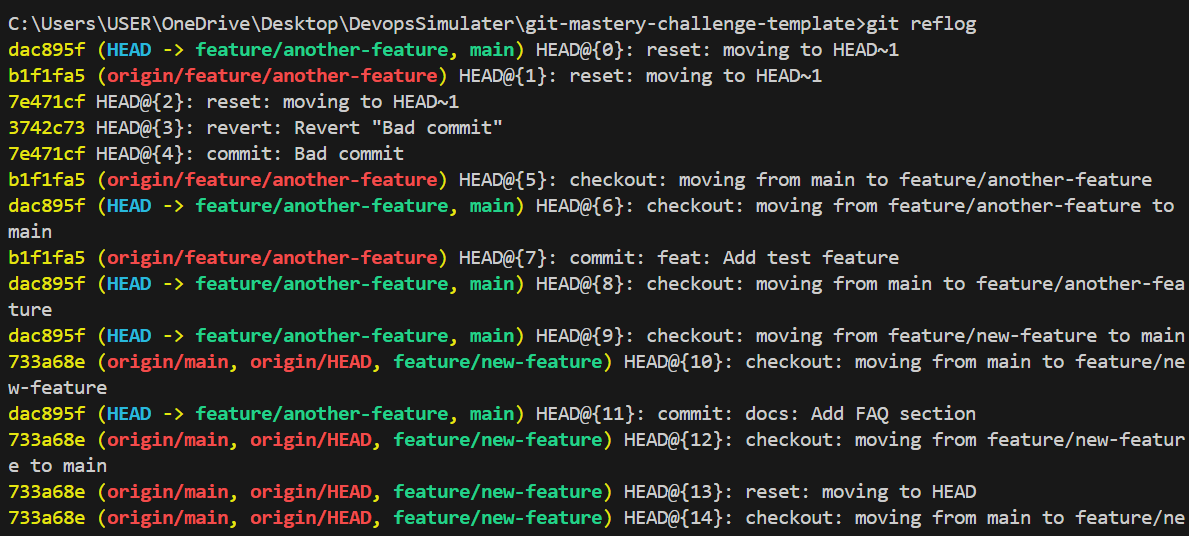 C:\Users\USER\OneDrive\Desktop\DevopsSimulater\git-mastery-challenge-template>git reflog
dac895f (HEAD -> feature/another-feature, main) HEAD@{0}: reset: moving to HEAD~1
b1f1fa5 (origin/feature/another-feature) HEAD@{1}: reset: moving to HEAD~1
7e471cf HEAD@{2}: reset: moving to HEAD~1
3742c73 HEAD@{3}: revert: Revert "Bad commit"
7e471cf HEAD@{4}: commit: Bad commit
b1f1fa5 (origin/feature/another-feature) HEAD@{5}: checkout: moving from main to feature/another-feature
dac895f (HEAD -> feature/another-feature, main) HEAD@{6}: checkout: moving from feature/another-feature to
main
b1f1fa5 (origin/feature/another-feature) HEAD@{7}: commit: feat: Add test feature
dac895f (HEAD -> feature/another-feature, main) HEAD@{8}: checkout: moving from main to feature/another-fea
ture
dac895f (HEAD -> feature/another-feature, main) HEAD@{9}: checkout: moving from feature/new-feature to main
733a68e (origin/main, origin/HEAD, feature/new-feature) HEAD@{10}: checkout: moving from main to feature/ne
w-feature
dac895f (HEAD -> feature/another-feature, main) HEAD@{11}: commit: docs: Add FAQ section
733a68e (origin/main, origin/HEAD, feature/new-feature) HEAD@{12}: checkout: moving from feature/new-featur
e to main
733a68e (origin/main, origin/HEAD, feature/new-feature) HEAD@{13}: reset: moving to HEAD
733a68e (origin/main, origin/HEAD, feature/new-feature) HEAD@{14}: checkout: moving from main to feature/ne